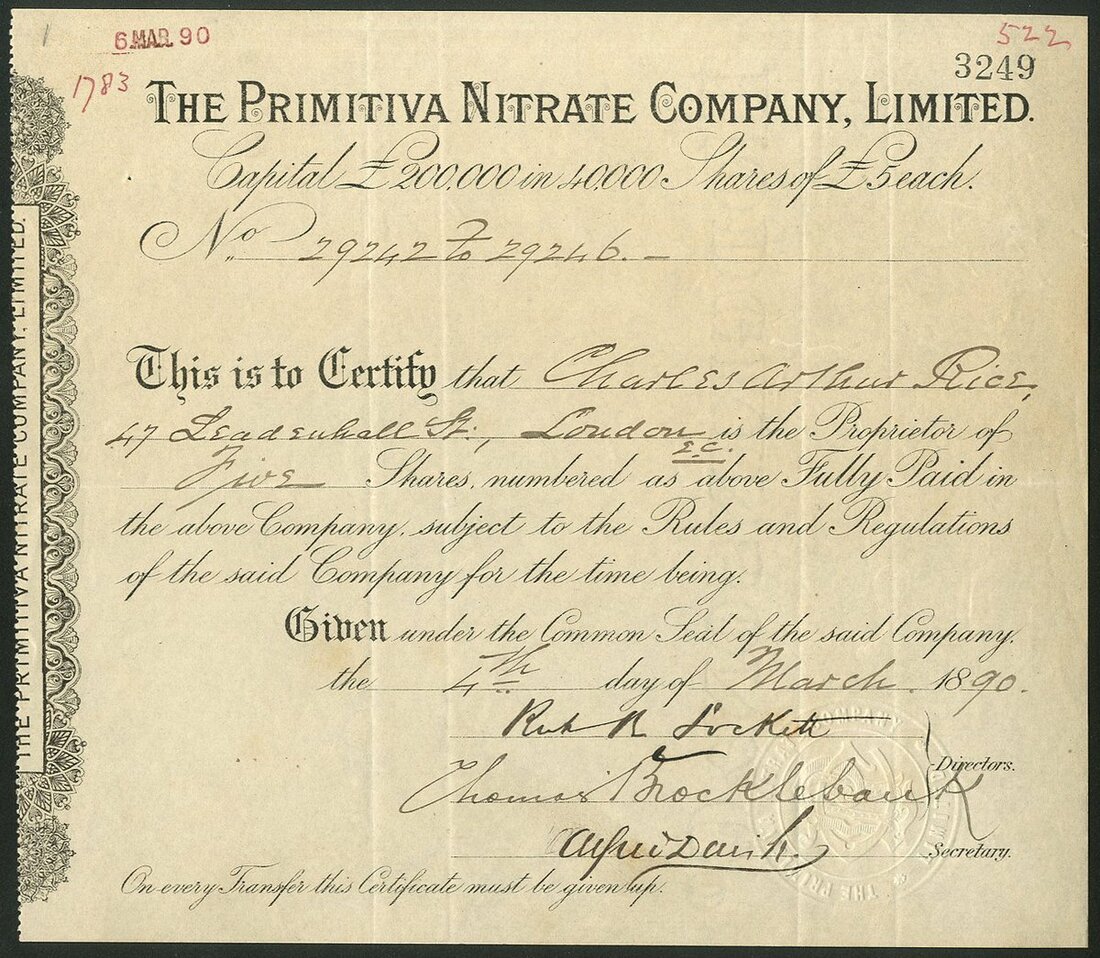 6 MAR. 90
522
3249
1783
THE PRIMITIVA NITRATE COMPANY, LIMITED.
Capital £200,000 in 40,000 Shares of £5 each.
No. 29242 to 29246.
This is to Certify that Charles Arthur Rice,
47 Leadenhall St., London E.C. is the Proprietor of
Five Shares, numbered as above Fully Paid in
the above Company, subject to the Rules and Regulations
of the said Company for the time being.
Given under the Common Seal of the said Company,
the 4th day of March 1890.
Lockett
Thomas Brocklebank
Directors.
Alfred
Secretary.
On every Transfer this Certificate must be given up.
THE PRIMITIVA NITRATE COMPANY, LIMITED.